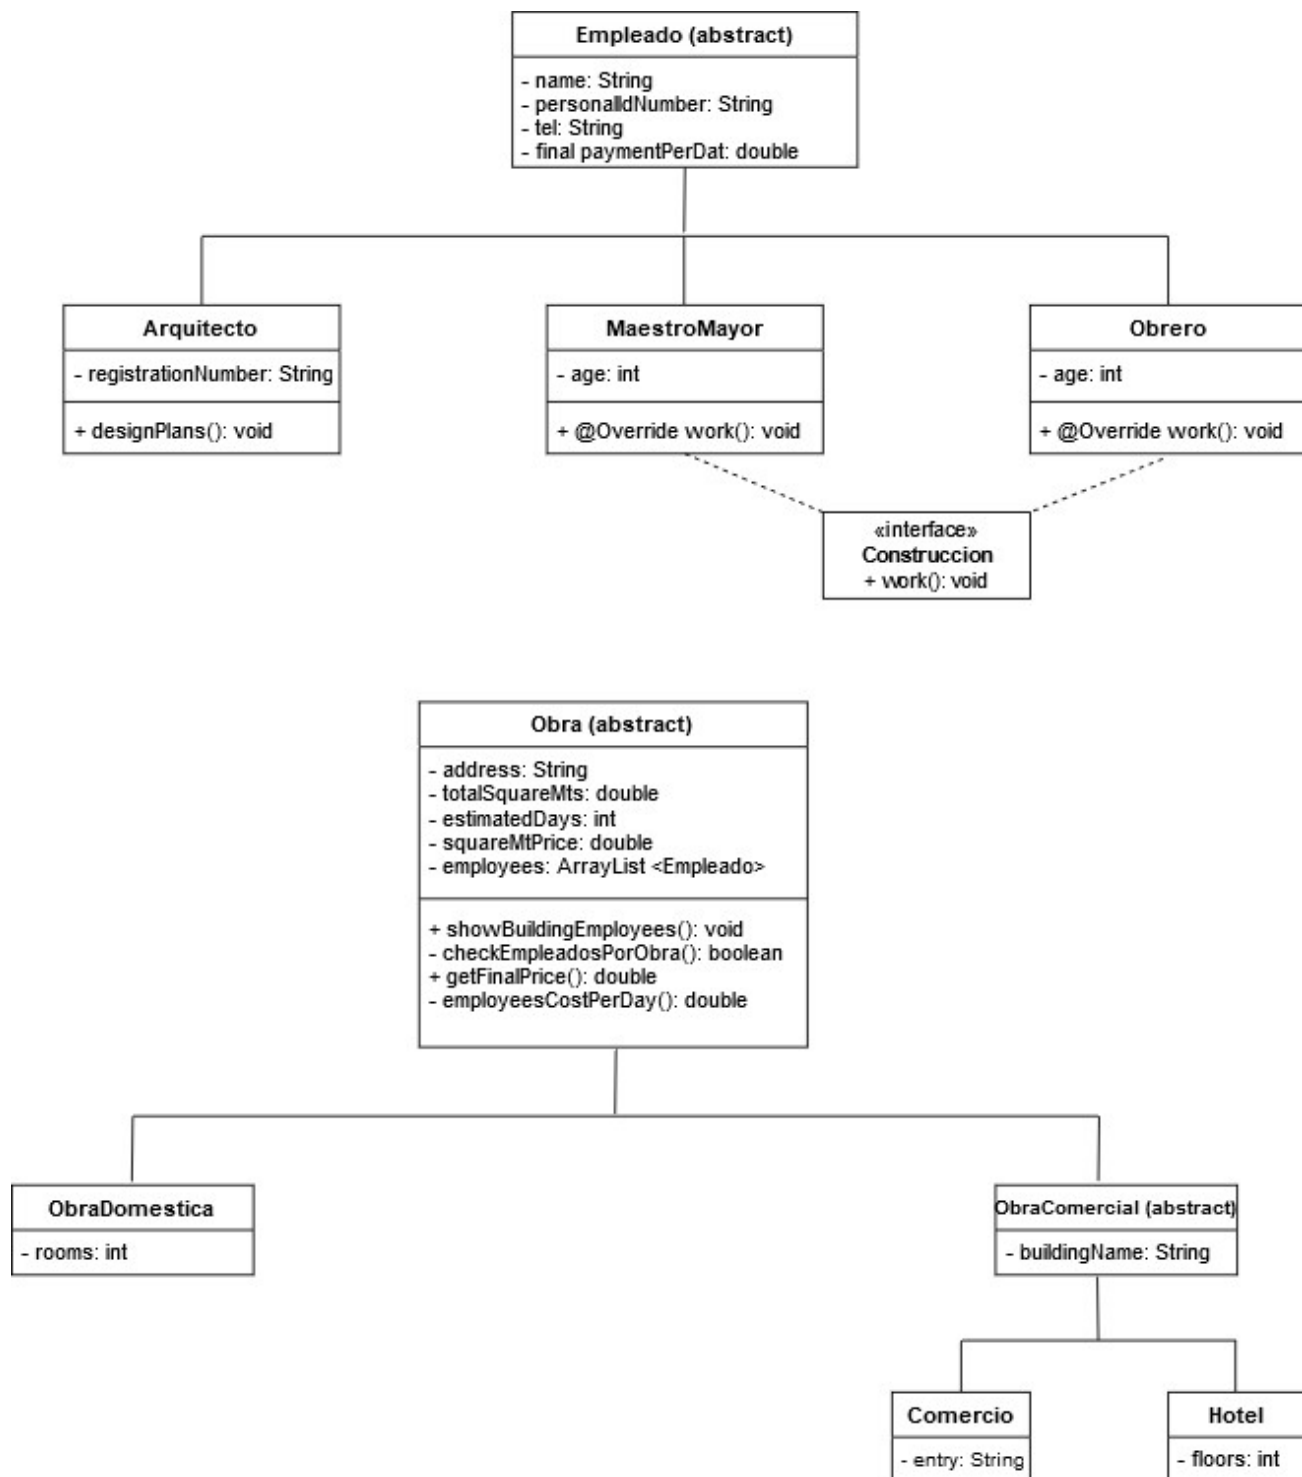 Empleado (abstract)
- name: String
- personalIdNumber: String
- tel: String
- final paymentPerDat: double
Arquitecto
- registrationNumber: String
+ designPlans(): void
MaestroMayor
- age: int
+ @Override work(): void
Obrero
- age: int
+ @Override work(): void
«interface»
Construccion
+ work(): void
Obra (abstract)
- address: String
- totalSquareMts: double
- estimatedDays: int
- squareMtPrice: double
- employees: ArrayList <Empleado>
+ showBuildingEmployees(): void
- checkEmpleadosPorObra(): boolean
+ getFinalPrice(): double
- employeesCostPerDay(): double
ObraDomestica
- rooms: int
ObraComercial (abstract)
- buildingName: String
Comercio
- entry: String
Hotel
- floors: int